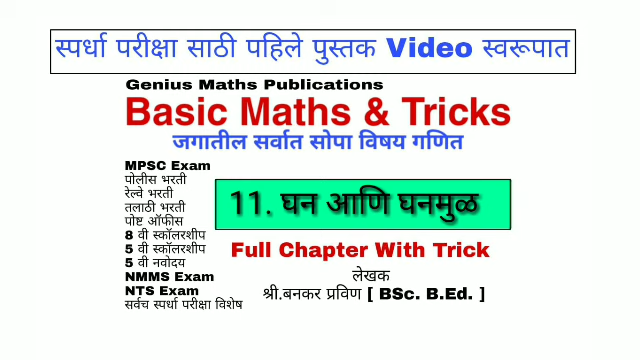 स्पर्धा परीक्षा साठी पहिले पुस्तक Video स्वरूपात
Genius Maths Publications
Basic Maths & Tricks
जगातील सर्वात सोपा विषय गणित
MPSC Exam
पोलीस भरती
रेल्वे भरती
तलाठी भरती
पोष्ट ऑफीस
8 वी स्कॉलरशीप
5 वी स्कॉलरशीप
5 वी नवोदय
NMMS Exam
NTS Exam
सर्वच स्पर्धा परीक्षा विशेष
11. घन आणि घनमुळ
Full Chapter With Trick
लेखक
श्री.बनकर प्रविण [ BSc. B.Ed. ]